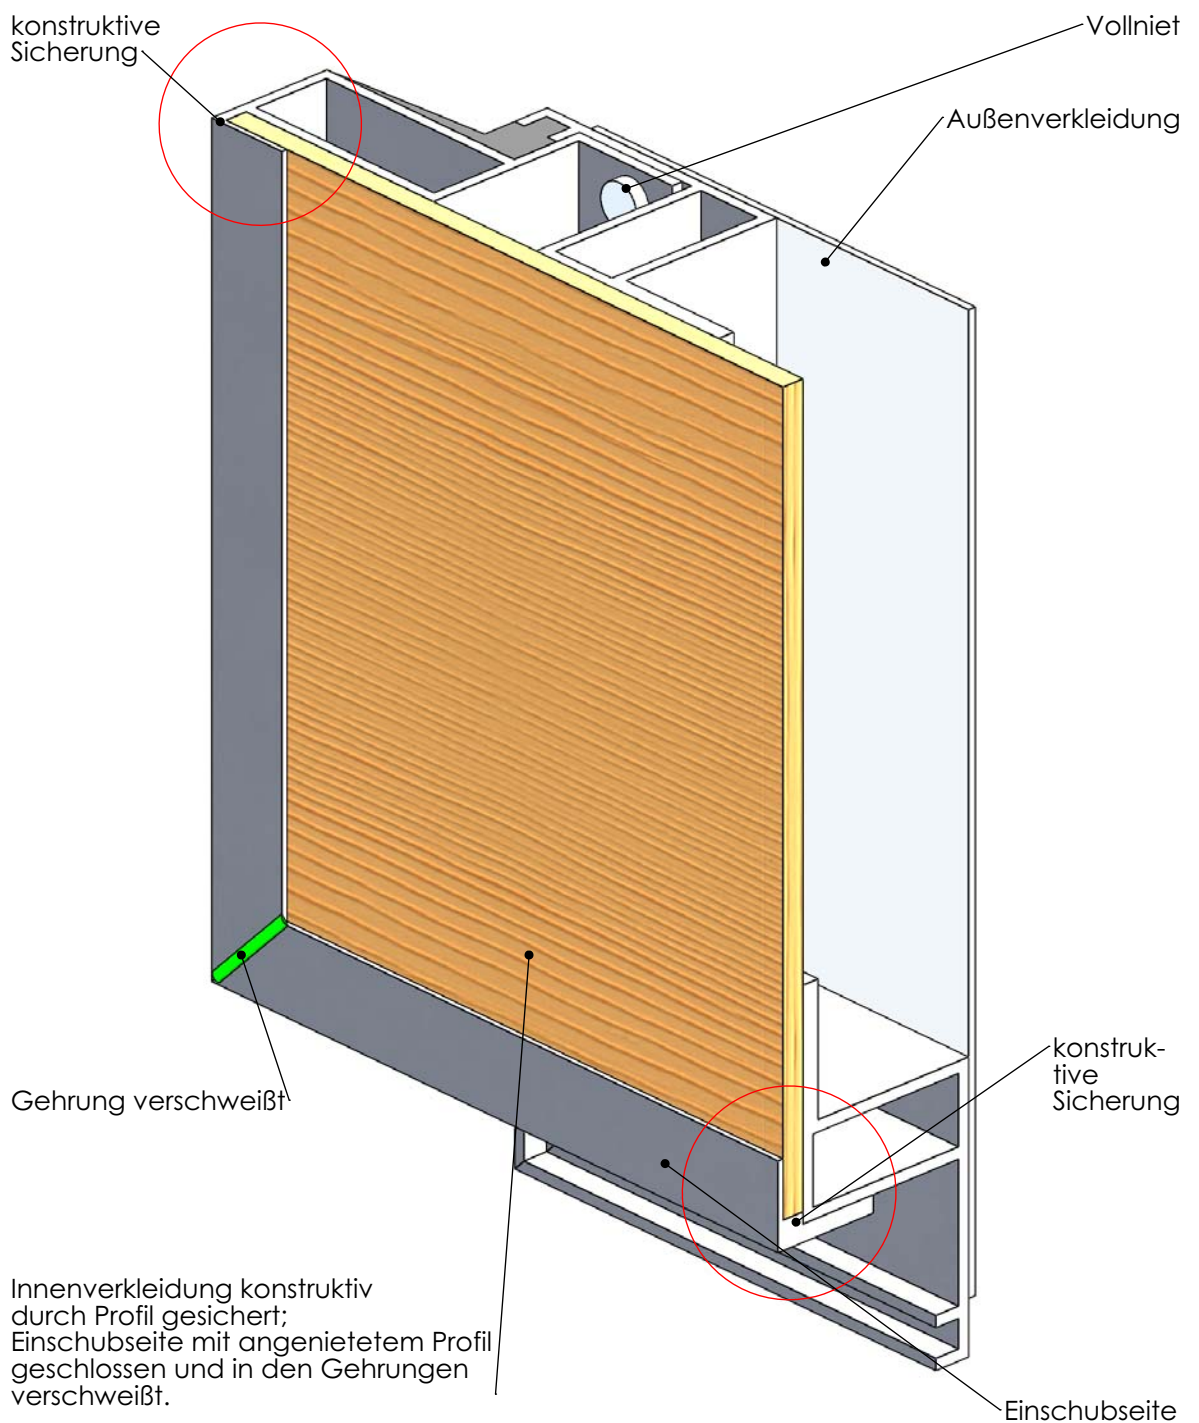 konstruktive
Sicherung
Vollniet
Außenverkleidung
Gehrung verschweißt
konstruk-
tive
Sicherung
Innenverkleidung konstruktiv
durch Profil gesichert;
Einschubseite mit angenietetem Profil
geschlossen und in den Gehrungen
verschweißt.
Einschubseite